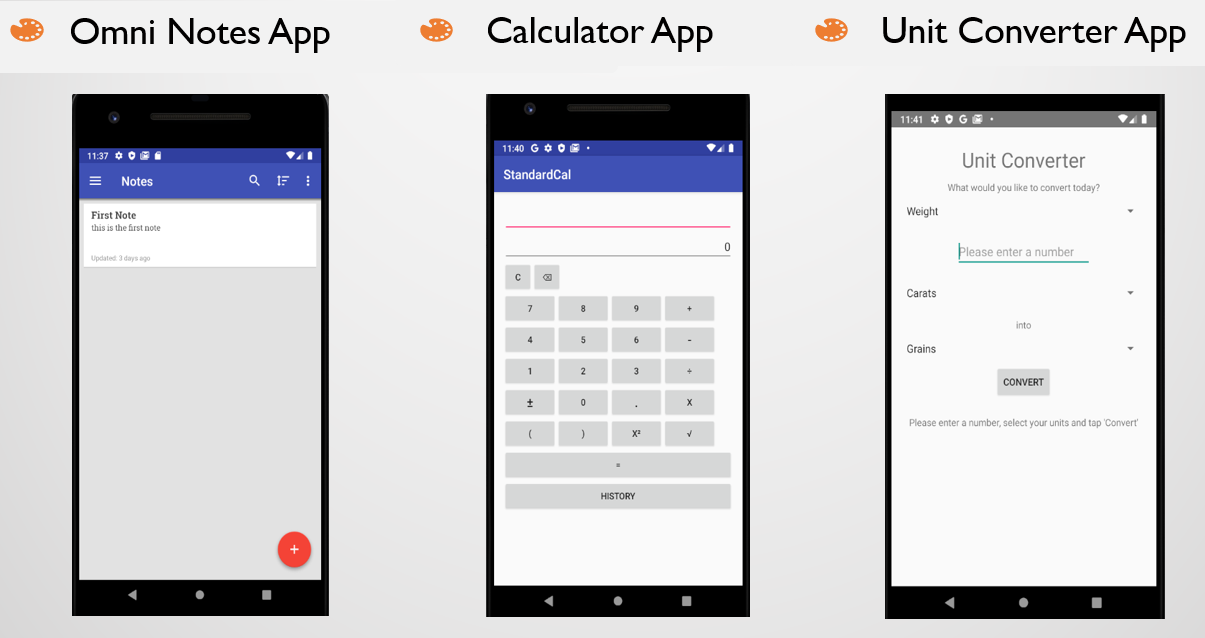 Omni Notes App
Calculator App
Unit Converter App
11:37
Notes
First Note
this is the first note
Updated: 3 days ago
+
11:40 G
StandardCal
0
C
7 8 9 +
4 5 6 -
1 2 3 ÷
± 0 . X
( ) X² √
=
HISTORY
11:41 G
Unit Converter
What would you like to convert today?
Weight
Please enter a number
Carats
into
Grains
CONVERT
Please enter a number, select your units and tap 'Convert'